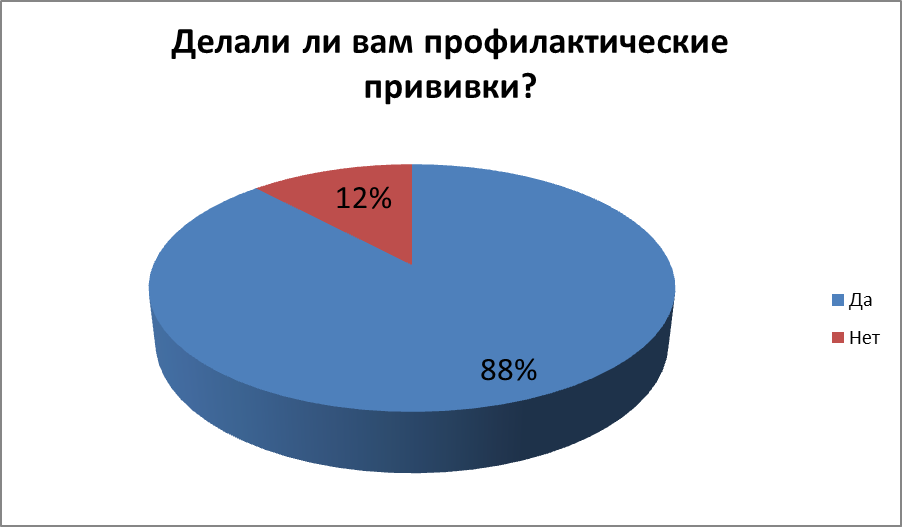 Делали ли вам профилактические
прививки?
12%
88%
Да
Нет